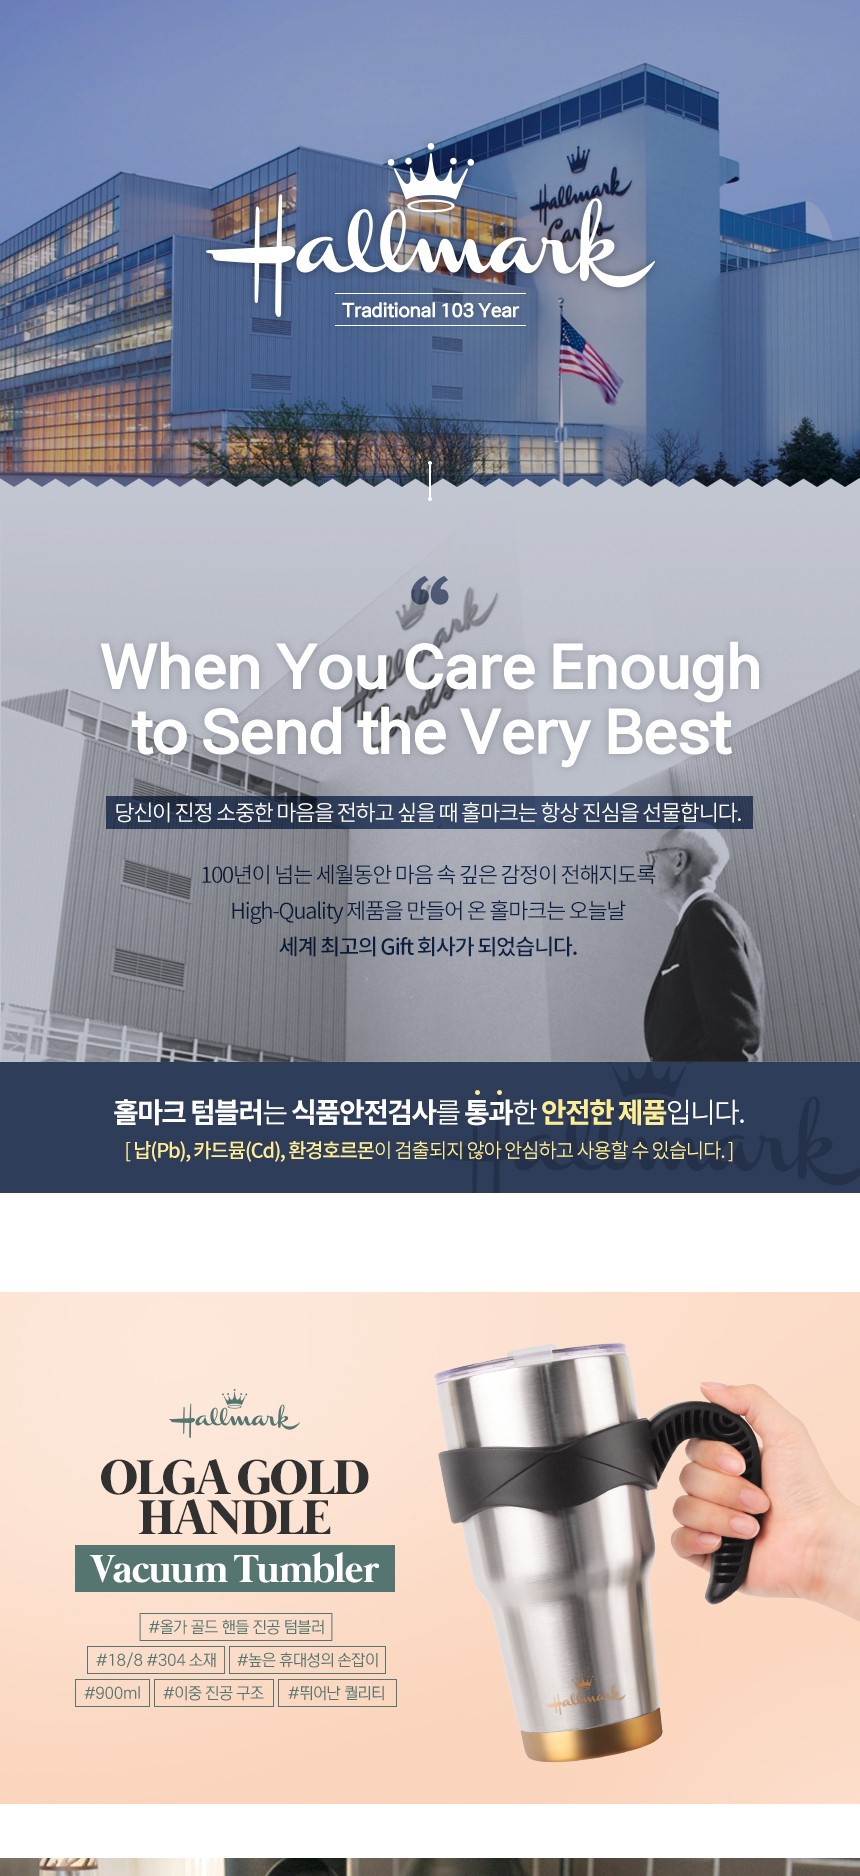 Hallmark
Cards
Hallmark
Traditional 103 Year
“
Hallmark
Cards
When You Care Enough
to Send the Very Best
당신이 진정 소중한 마음을 전하고 싶을 때 홀마크는 항상 진심을 선물합니다.
100년이 넘는 세월동안 마음 속 깊은 감정이 전해지도록
High-Quality 제품을 만들어 온 홀마크는 오늘날
세계 최고의 Gift 회사가 되었습니다.
홀마크 텀블러는 식품안전검사를 통과한 안전한 제품입니다.
[ 납(Pb), 카드뮴(Cd), 환경호르몬이 검출되지 않아 안심하고 사용할 수 있습니다. ]
Hallmark
Hallmark
OLGA GOLD
HANDLE
Vacuum Tumbler
#올가 골드 핸들 진공 텀블러
#18/8 #304 소재 #높은 휴대성의 손잡이
#900ml #이중 진공 구조 #뛰어난 퀄리티
Hallmark